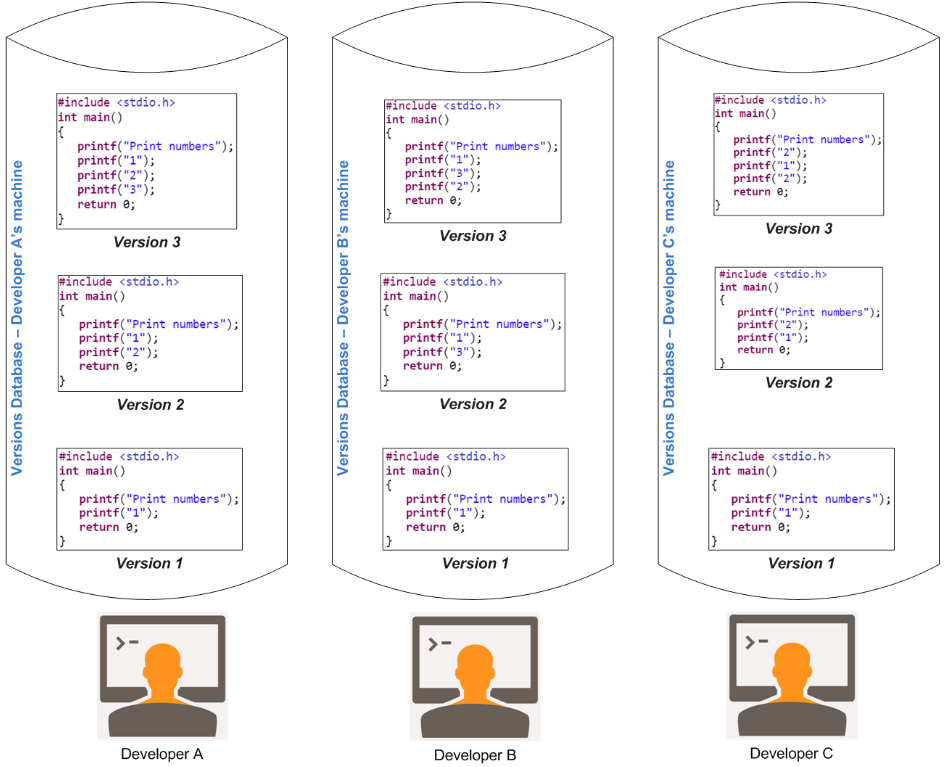 Versions Database – Developer A's machine
#include <stdio.h>
int main()
{
printf("Print numbers");
printf("1");
printf("2");
printf("3");
return 0;
}
Version 3
#include <stdio.h>
int main()
{
printf("Print numbers");
printf("1");
printf("2");
return 0;
}
Version 2
#include <stdio.h>
int main()
{
printf("Print numbers");
printf("1");
return 0;
}
Version 1
Developer A
Versions Database – Developer B's machine
#include <stdio.h>
int main()
{
printf("Print numbers");
printf("1");
printf("3");
printf("2");
return 0;
}
Version 3
#include <stdio.h>
int main()
{
printf("Print numbers");
printf("1");
printf("3");
return 0;
}
Version 2
#include <stdio.h>
int main()
{
printf("Print numbers");
printf("1");
return 0;
}
Version 1
Developer B
Versions Database – Developer C's machine
#include <stdio.h>
int main()
{
printf("Print numbers");
printf("2");
printf("1");
printf("2");
return 0;
}
Version 3
#include <stdio.h>
int main()
{
printf("Print numbers");
printf("2");
printf("1");
return 0;
}
Version 2
#include <stdio.h>
int main()
{
printf("Print numbers");
printf("1");
return 0;
}
Version 1
Developer C